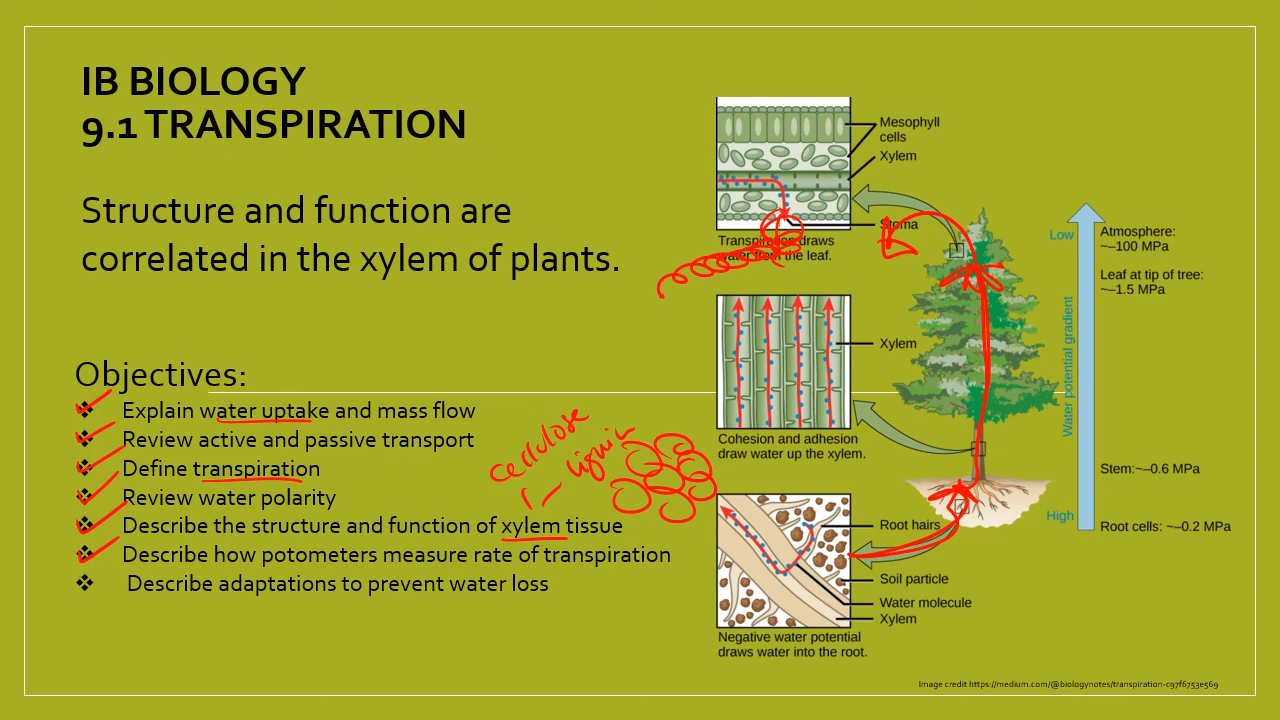 IB BIOLOGY
9.1 TRANSPIRATION
Structure and function are
correlated in the xylem of plants.
Objectives:
❖ Explain water uptake and mass flow
❖ Review active and passive transport
❖ Define transpiration
❖ Review water polarity
❖ Describe the structure and function of xylem tissue
❖ Describe how potometers measure rate of transpiration
❖ Describe adaptations to prevent water loss
cellulose
lignin
Mesophyll
cells
Xylem
Stoma
Transpiration draws
water from the leaf.
Xylem
Cohesion and adhesion
draw water up the xylem.
Root hairs
Soil particle
Water molecule
Xylem
Negative water potential
draws water into the root.
Low
Water potential gradient
High
Atmosphere:
~–100 MPa
Leaf at tip of tree:
~–1.5 MPa
Stem:~–0.6 MPa
Root cells: ~–0.2 MPa
Image credit https://medium.com/@biologynotes/transpiration-c97f6753e569